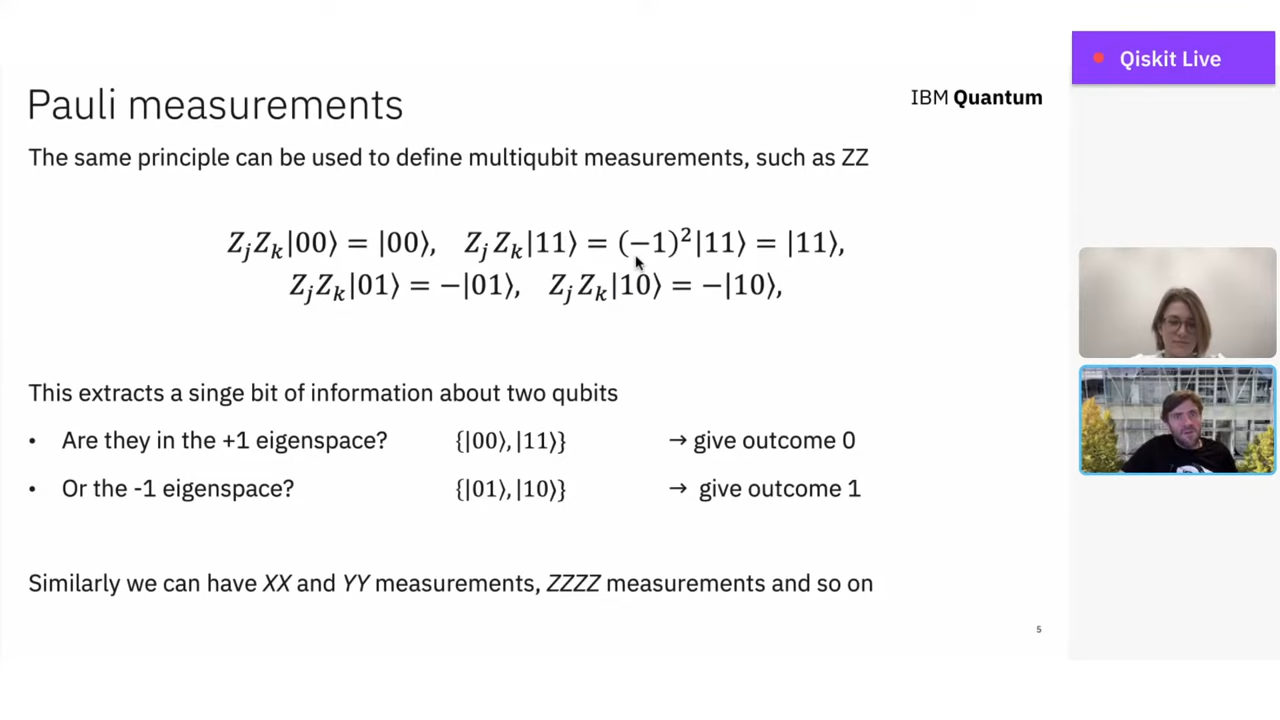 Qiskit Live
Pauli measurements
IBM Quantum
The same principle can be used to define multiqubit measurements, such as ZZ
Z_jZ_k|00⟩ = |00⟩, Z_jZ_k|11⟩ = (−1)²|11⟩ = |11⟩,
Z_jZ_k|01⟩ = −|01⟩, Z_jZ_k|10⟩ = −|10⟩,
This extracts a singe bit of information about two qubits
• Are they in the +1 eigenspace? {|00⟩, |11⟩} → give outcome 0
• Or the -1 eigenspace? {|01⟩, |10⟩} → give outcome 1
Similarly we can have XX and YY measurements, ZZZZ measurements and so on
5